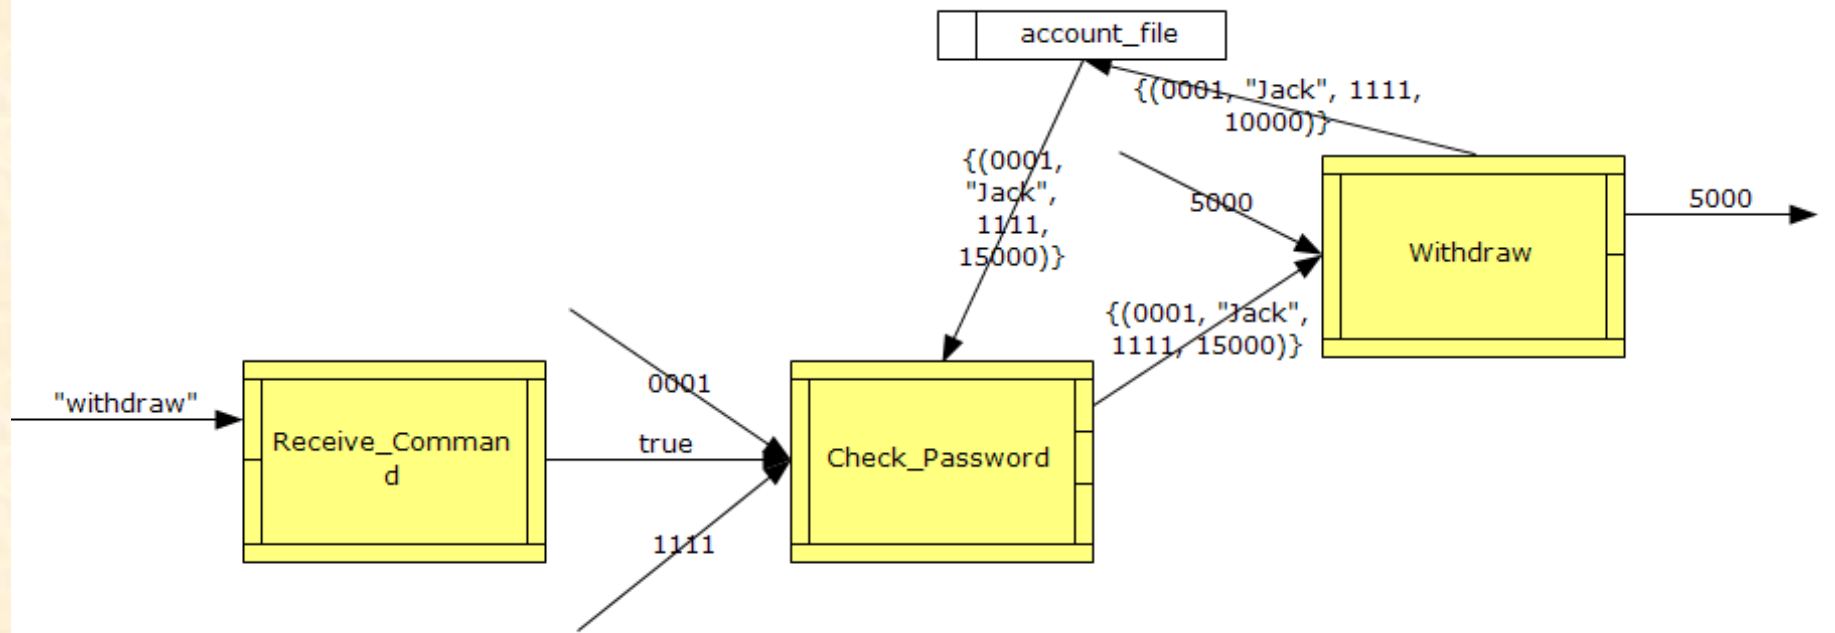 account_file
{(0001, "Jack", 1111,
10000)}
{(0001,
"Jack",
1111,
15000)}
5000
5000
Withdraw
{(0001, "Jack",
1111, 15000)}
0001
"withdraw"
Receive_Comman
d
true
Check_Password
1111